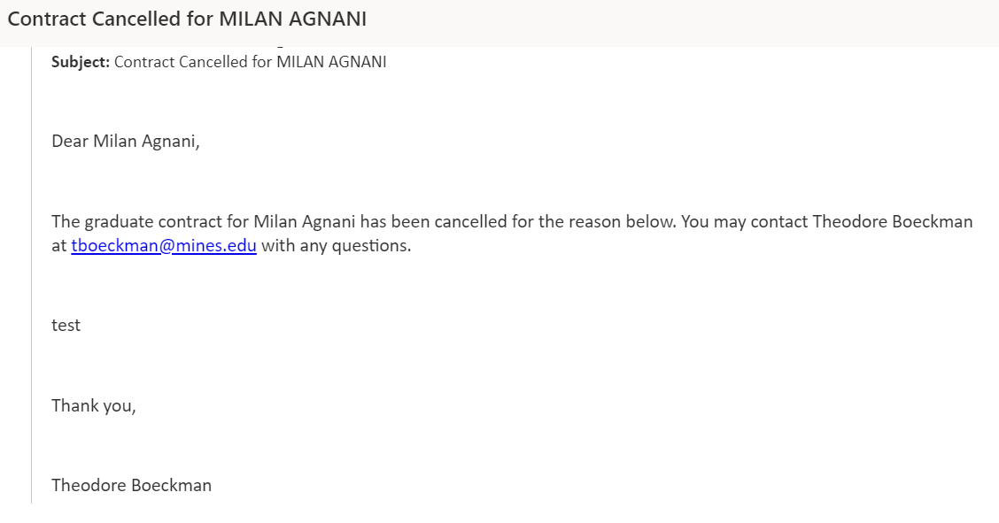 Contract Cancelled for MILAN AGNANI
Subject: Contract Cancelled for MILAN AGNANI
Dear Milan Agnani,
The graduate contract for Milan Agnani has been cancelled for the reason below. You may contact Theodore Boeckman
at tboeckman@mines.edu with any questions.
test
Thank you,
Theodore Boeckman